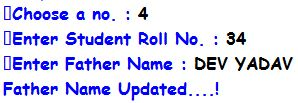 Choose a no. : 4
Enter Student Roll No. : 34
Enter Father Name : DEV YADAV
Father Name Updated....!